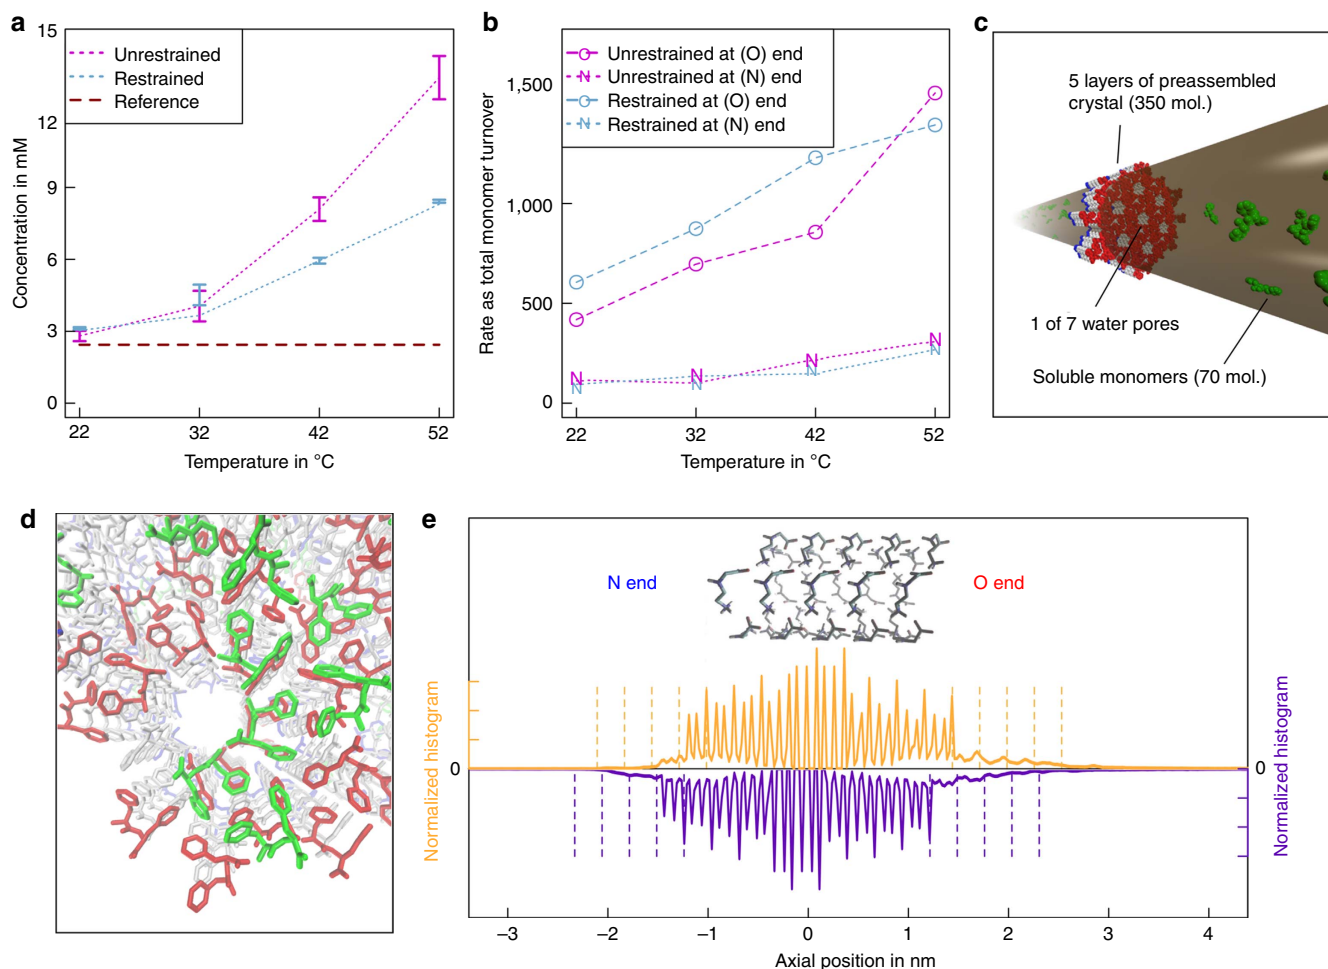 a
15
12
9
6
3
0
Concentration in mM
Unrestrained
Restrained
Reference
22
32
42
52
Temperature in °C
b
1,500
1,000
500
0
Rate as total monomer turnover
O Unrestrained at (O) end
N Unrestrained at (N) end
O Restrained at (O) end
N Restrained at (N) end
N N N N
N N N N
22
32
42
52
Temperature in °C
c
5 layers of preassembled
crystal (350 mol.)
1 of 7 water pores
Soluble monomers (70 mol.)
d
e
N end
O end
Normalized histogram
0
0
Normalized histogram
–3
–2
–1
0
1
2
3
4
Axial position in nm